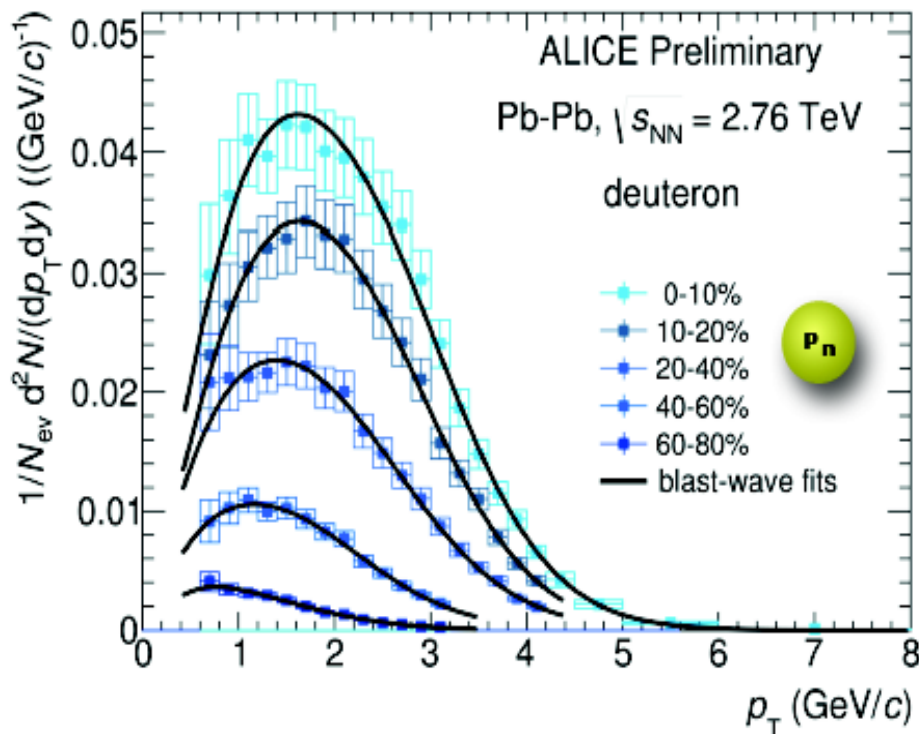 ALICE Preliminary
Pb-Pb, √sNN = 2.76 TeV
deuteron
0-10%
10-20%
20-40%
40-60%
60-80%
blast-wave fits
p n
1/Nev d²N/(dpTdy) ((GeV/c)⁻¹
0.05
0.04
0.03
0.02
0.01
0
0 1 2 3 4 5 6 7 8
pT (GeV/c)